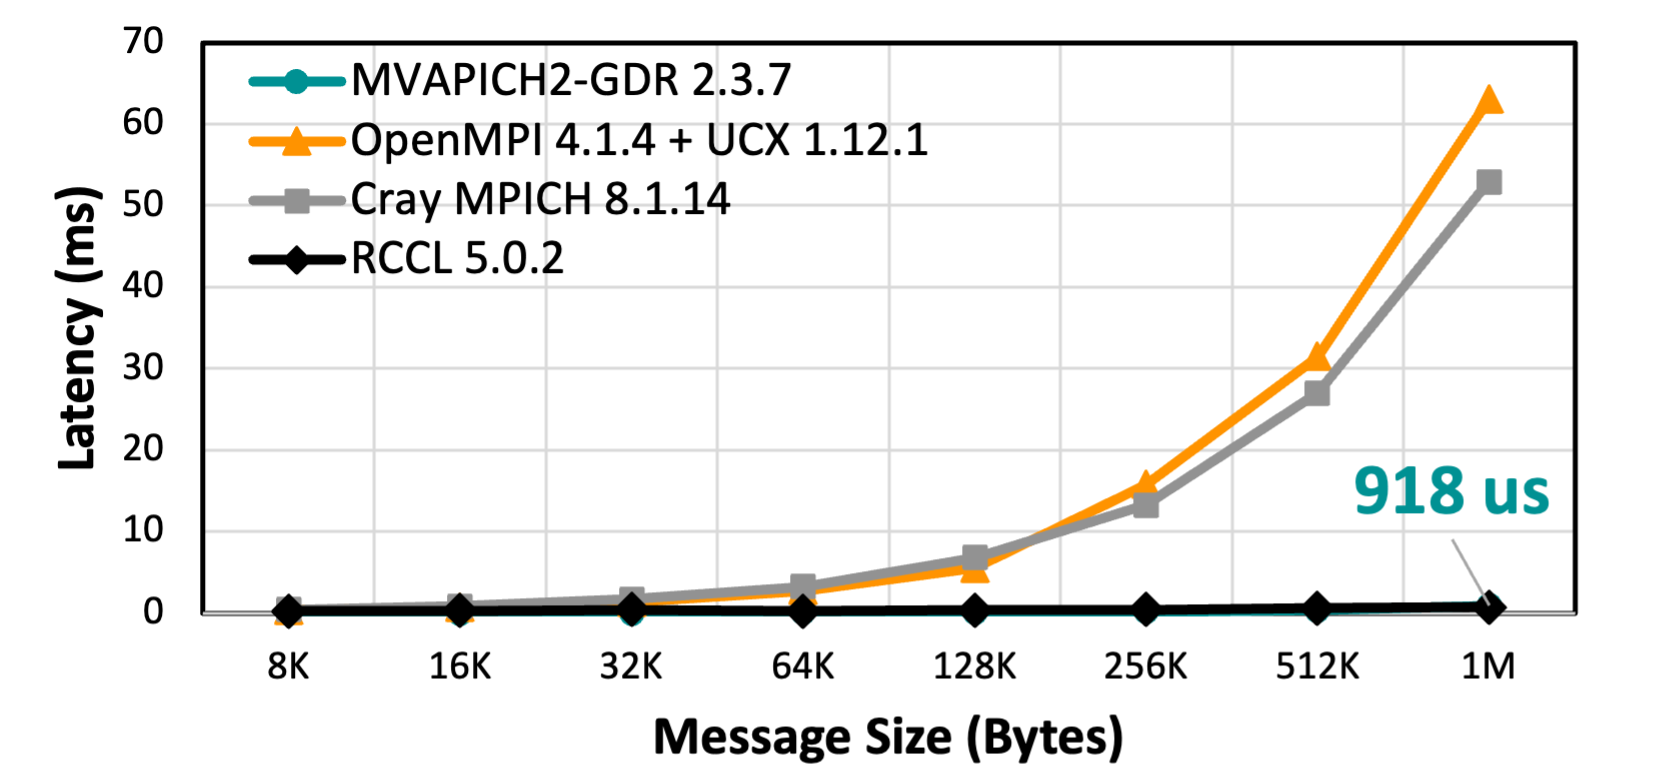 70
60
50
40
30
20
10
0
Latency (ms)
MVAPICH2-GDR 2.3.7
OpenMPI 4.1.4 + UCX 1.12.1
Cray MPICH 8.1.14
RCCL 5.0.2
918 us
8K 16K 32K 64K 128K 256K 512K 1M
Message Size (Bytes)